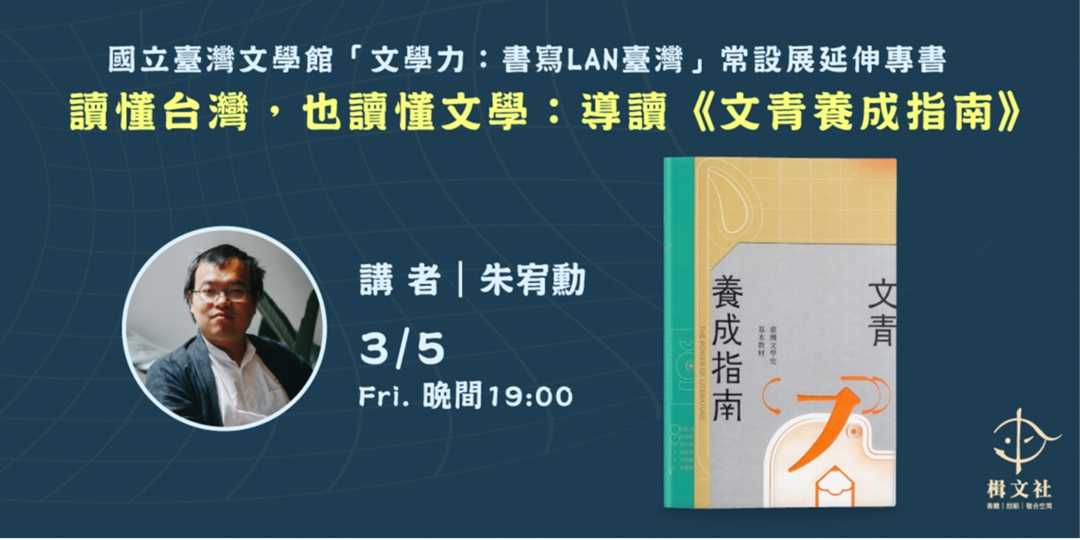 國立臺灣文學館「文學力：書寫LAN臺灣」常設展延伸專書
讀懂台灣，也讀懂文學：導讀《文青養成指南》
講 者｜朱宥勳
3/5
Fri. 晚間19:00
文青
養成指南
臺灣文學史
基本教材
THE POWER OF LITERATURE
楫文社